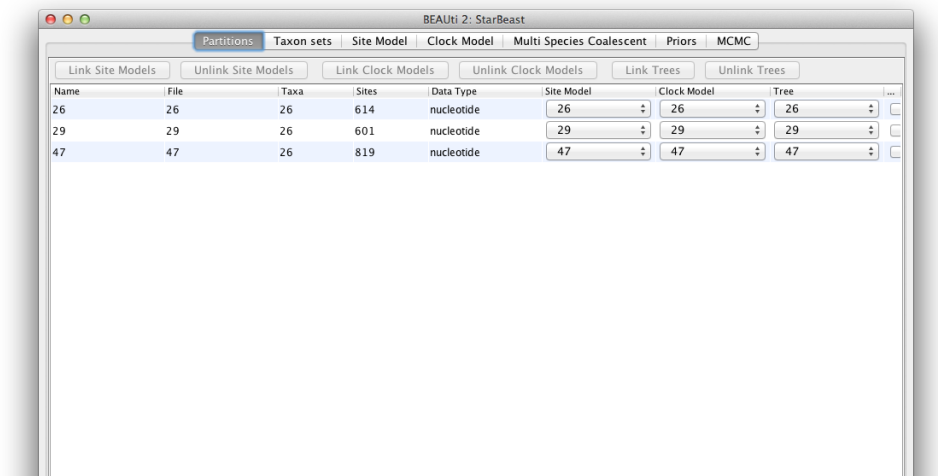 BEAUti 2: StarBeast
Partitions Taxon sets Site Model Clock Model Multi Species Coalescent Priors MCMC
Link Site Models Unlink Site Models Link Clock Models Unlink Clock Models Link Trees Unlink Trees
Name File Taxa Sites Data Type Site Model Clock Model Tree ...
26 26 26 614 nucleotide 26 26 26
29 29 26 601 nucleotide 29 29 29
47 47 26 819 nucleotide 47 47 47